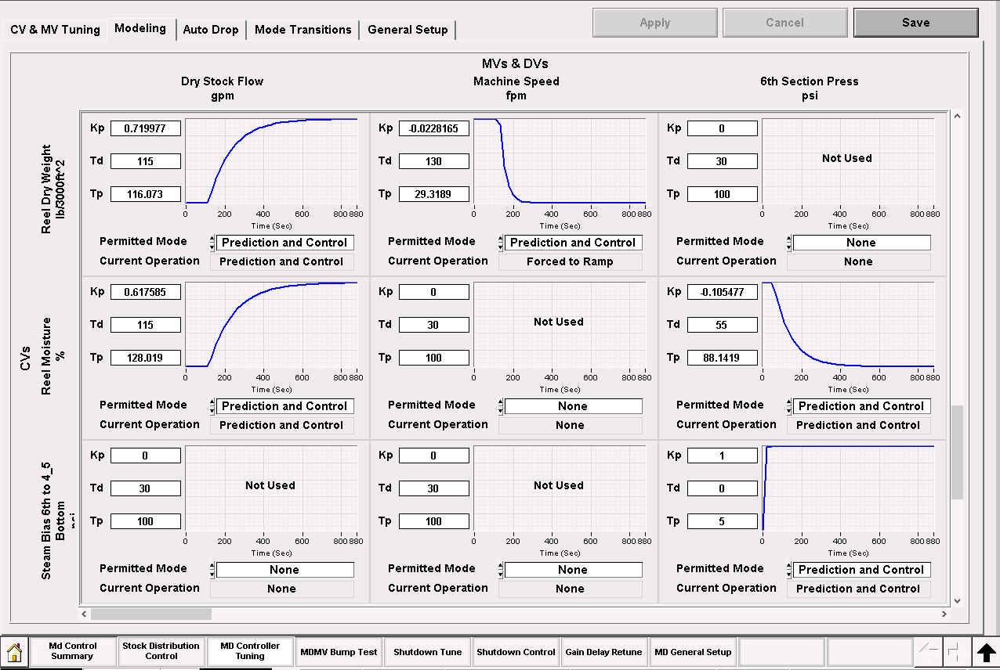 CV & MV Tuning Modeling Auto Drop Mode Transitions General Setup Apply Cancel Save
MVs & DVs
Dry Stock Flow Machine Speed 6th Section Press
gpm fpm psi
CVs
Reel Dry Weight
lb/3000ft^2
Kp 0.719977
Td 115
Tp 116.073
0 200 400 600 800 880
Time (Sec)
Permitted Mode Prediction and Control
Current Operation Prediction and Control
Kp -0.0228165
Td 130
Tp 29.3189
0 200 400 600 800 880
Time (Sec)
Permitted Mode Prediction and Control
Current Operation Forced to Ramp
Kp 0
Td 30
Tp 100
Not Used
0 200 400 600 800 880
Time (Sec)
Permitted Mode None
Current Operation None
Reel Moisture
%
Kp 0.617585
Td 115
Tp 128.019
0 200 400 600 800 880
Time (Sec)
Permitted Mode Prediction and Control
Current Operation Prediction and Control
Kp 0
Td 30
Tp 100
Not Used
0 200 400 600 800 880
Time (Sec)
Permitted Mode None
Current Operation None
Kp -0.105477
Td 55
Tp 88.1419
0 200 400 600 800 880
Time (Sec)
Permitted Mode Prediction and Control
Current Operation Prediction and Control
Steam Bias 6th to 4_5
Bottom
Kp 0
Td 30
Tp 100
Not Used
0 200 400 600 800 880
Time (Sec)
Permitted Mode None
Current Operation None
Kp 0
Td 30
Tp 100
Not Used
0 200 400 600 800 880
Time (Sec)
Permitted Mode None
Current Operation None
Kp 1
Td 0
Tp 5
0 200 400 600 800 880
Time (Sec)
Permitted Mode Prediction and Control
Current Operation Prediction and Control
Md Control
Summary
Stock Distribution
Control
MD Controller
Tuning
MDMV Bump Test
Shutdown Tune
Shutdown Control
Gain Delay Retune
MD General Setup